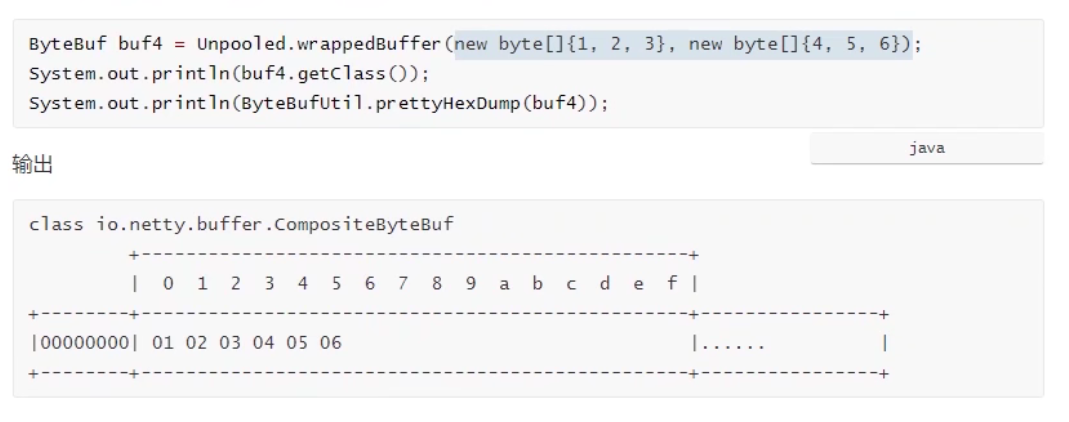 ByteBuf buf4 = Unpooled.wrappedBuffer(new byte[]{1, 2, 3}, new byte[]{4, 5, 6});
System.out.println(buf4.getClass());
System.out.println(ByteBufUtil.prettyHexDump(buf4));
java
输出
class io.netty.buffer.CompositeByteBuf
         +-------------------------------------------------+
         |  0  1  2  3  4  5  6  7  8  9  a  b  c  d  e  f |
+--------+-------------------------------------------------+----------------+
|00000000| 01 02 03 04 05 06                               |......          |
+--------+-------------------------------------------------+----------------+